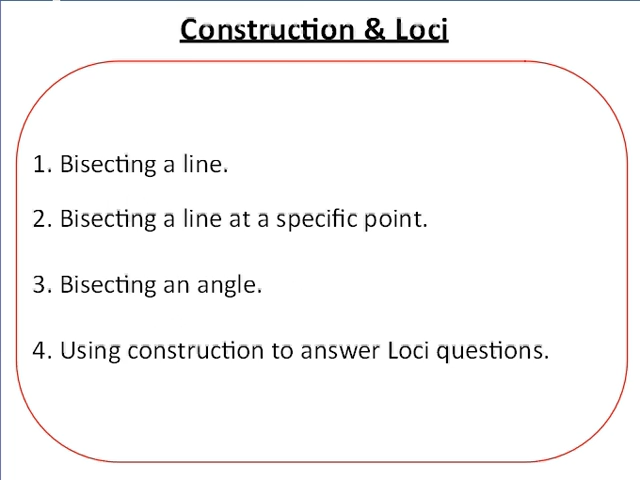 Construction & Loci
1. Bisecting a line.
2. Bisecting a line at a specific point.
3. Bisecting an angle.
4. Using construction to answer Loci questions.